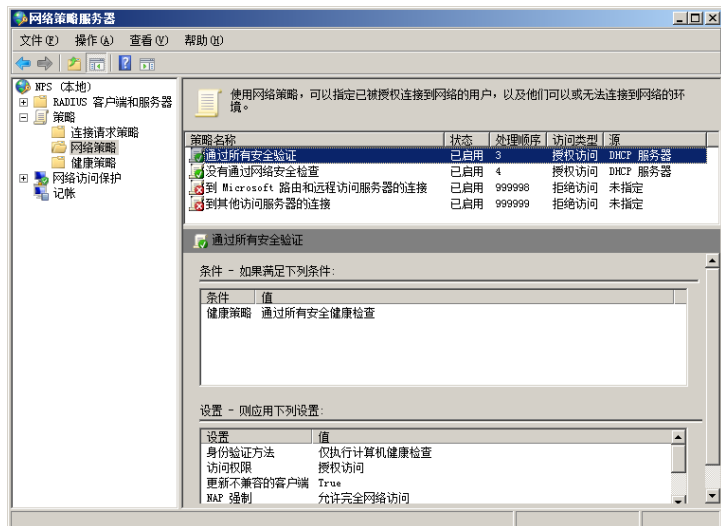 网络策略服务器
文件(F) 操作(A) 查看(V) 帮助(H)
NPS (本地)
RADIUS 客户端和服务器
策略
连接请求策略
网络策略
健康策略
网络访问保护
记帐
使用网络策略，可以指定已被授权连接到网络的用户，以及他们可以或无法连接到网络的环
境。
策略名称 状态 处理顺序 访问类型 源
通过所有安全验证 已启用 3 授权访问 DHCP 服务器
没有通过网络安全检查 已启用 4 授权访问 DHCP 服务器
到 Microsoft 路由和远程访问服务器的连接 已启用 999998 拒绝访问 未指定
到其他访问服务器的连接 已启用 999999 拒绝访问 未指定
通过所有安全验证
条件 - 如果满足下列条件:
条件 值
健康策略 通过所有安全健康检查
设置 - 则应用下列设置:
设置 值
身份验证方法 仅执行计算机健康检查
访问权限 授权访问
更新不兼容的客户端 True
NAP 强制 允许完全网络访问